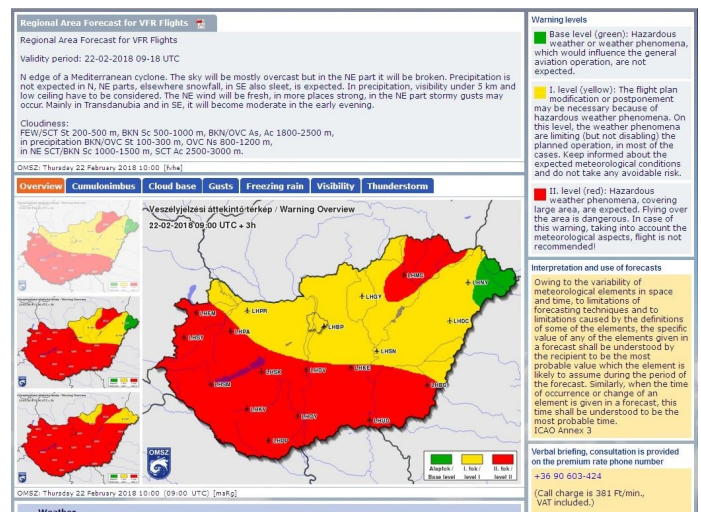 Regional Area Forecast for VFR Flights
Regional Area Forecast for VFR Flights
Validity period: 22-02-2018 09-18 UTC
N edge of a Mediterranean cyclone. The sky will be mostly overcast but in the NE part it will be broken. Precipitation is
not expected in N, NE parts, elsewhere snowfall, in SE also sleet, is expected. In precipitation, visibility under 5 km and
low ceiling have to be considered. The NE wind will be fresh, in more places strong, in the NE part stormy gusts may
occur. Mainly in Transdanubia and in SE, it will become moderate in the early evening.
Cloudiness:
FEW/SCT St 200-500 m, BKN Sc 500-1000 m, BKN/OVC As, Ac 1800-2500 m,
in precipitation BKN/OVC St 100-300 m, OVC Ns 800-1200 m,
in NE SCT/BKN Sc 1000-1500 m, SCT Ac 2500-3000 m.
OMSZ: Thursday 22 February 2018 10:00 [fvhe]
Overview Cumulonimbus Cloud base Gusts Freezing rain Visibility Thunderstorm
Veszélyjelzési áttekintő térkép / Warning Overview
22-02-2018 09:00 UTC + 3h
LHMC
LHNY
LHGY
LHPR
LHFM
LHBP
LHDC
LHPA
LHSY
LHSN
LHSK
LHDV
LHKE
LHSM
LHBC
LHKV
LHOY
LHUD
LHPP
OMSZ
Alapfok / I. fok / II. fok /
Base level level I level II
OMSZ: Thursday 22 February 2018 10:00 (09:00 UTC) [maRg]
Weather
Warning levels
Base level (green): Hazardous
weather or weather phenomena,
which would influence the general
aviation operation, are not
expected.
I. level (yellow): The flight plan
modification or postponement
may be necessary because of
hazardous weather phenomena. On
this level, the weather phenomena
are limiting (but not disabling) the
planned operation, in most of the
cases. Keep informed about the
expected meteorological conditions
and do not take any avoidable risk.
II. level (red): Hazardous
weather phenomena, covering
large area, are expected. Flying over
the area is dangerous. In case of
this warning, taking into account the
meteorological aspects, flight is not
recommended!
Interpretation and use of forecasts
Owing to the variability of
meteorological elements in space
and time, to limitations of
forecasting techniques and to
limitations caused by the definitions
of some of the elements, the specific
value of any of the elements given in
a forecast shall be understood by
the recipient to be the most
probable value which the element is
likely to assume during the period of
the forecast. Similarly, when the time
of occurrence or change of an
element is given in a forecast, this
time shall be understood to be the
most probable time.
ICAO Annex 3
Verbal briefing, consultation is provided
on the premium rate phone number
+36 90 603-424
(Call charge is 381 Ft/min.,
VAT included.)